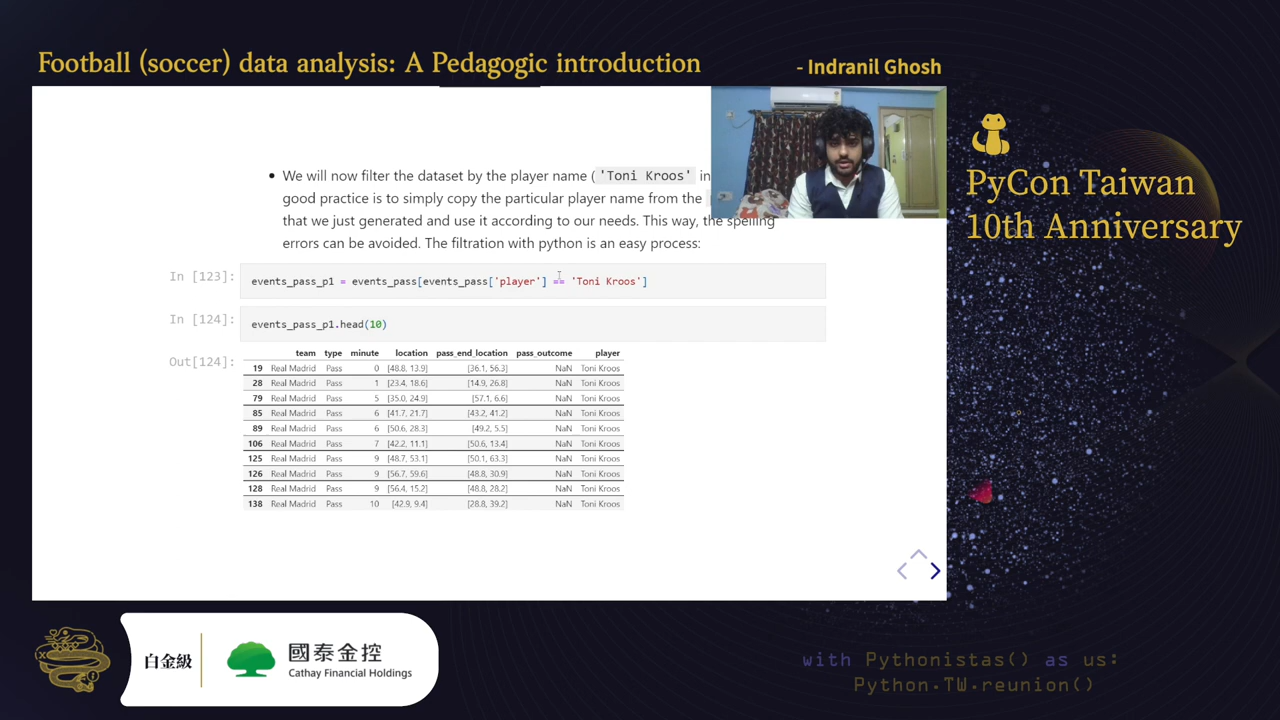 Football (soccer) data analysis: A Pedagogic introduction
- Indranil Ghosh
PyCon Taiwan
10th Anniversary
• We will now filter the dataset by the player name ( 'Toni Kroos' in
good practice is to simply copy the particular player name from the
that we just generated and use it according to our needs. This way, the spelling
errors can be avoided. The filtration with python is an easy process:
In [123]: events_pass_p1 = events_pass[events_pass['player'] == 'Toni Kroos']
In [124]: events_pass_p1.head(10)
Out[124]:
team type minute location pass_end_location pass_outcome player
19 Real Madrid Pass 0 [48.8, 13.9] [36.1, 56.3] NaN Toni Kroos
28 Real Madrid Pass 1 [23.4, 18.6] [14.9, 26.8] NaN Toni Kroos
79 Real Madrid Pass 5 [35.0, 24.9] [57.1, 6.6] NaN Toni Kroos
85 Real Madrid Pass 6 [41.7, 21.7] [43.2, 41.2] NaN Toni Kroos
89 Real Madrid Pass 6 [50.6, 28.3] [49.2, 5.5] NaN Toni Kroos
106 Real Madrid Pass 7 [42.2, 11.1] [50.6, 13.4] NaN Toni Kroos
125 Real Madrid Pass 9 [48.7, 53.1] [50.1, 63.3] NaN Toni Kroos
126 Real Madrid Pass 9 [56.7, 59.6] [48.8, 30.9] NaN Toni Kroos
128 Real Madrid Pass 9 [56.4, 15.2] [48.8, 28.2] NaN Toni Kroos
138 Real Madrid Pass 10 [42.9, 9.4] [28.8, 39.2] NaN Toni Kroos
白金級
國泰金控
Cathay Financial Holdings
with Pythonistas() as us:
Python.TW.reunion()